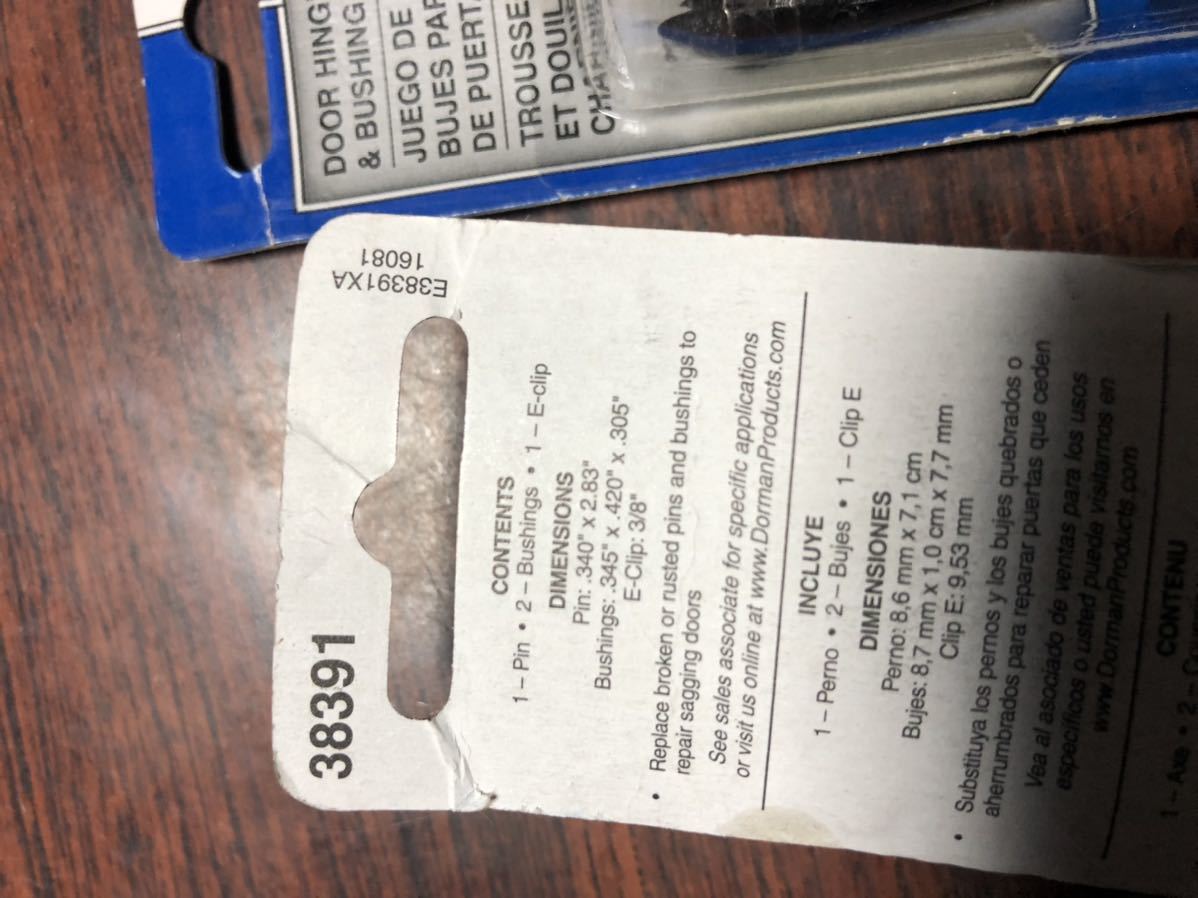 DOOR HING
& BUSHING
JUEGO DE
BUJES PAR
DE PUERT
TROUSSE
ET DOUIL
E38391XA
16081
38391
CONTENTS
1 – Pin • 2 – Bushings • 1 – E-clip
DIMENSIONS
Pin: .340" x 2.83"
Bushings: .345" x .420" x .305"
E-Clip: 3/8"
• Replace broken or rusted pins and bushings to
repair sagging doors
See sales associate for specific applications
or visit us online at www.DormanProducts.com
INCLUYE
1 – Perno • 2 – Bujes • 1 – Clip E
DIMENSIONES
Perno: 8,6 mm x 7,1 cm
Bujes: 8,7 mm x 1,0 cm x 7,7 mm
Clip E: 9,53 mm
• Substituya los pernos y los bujes quebrados o
aherrumbrados para reparar puertas que ceden
Vea al asociado de ventas para los usos
específicos o usted puede visitarnos en
www.DormanProducts.com
CONTENU
1 – Axe • 2